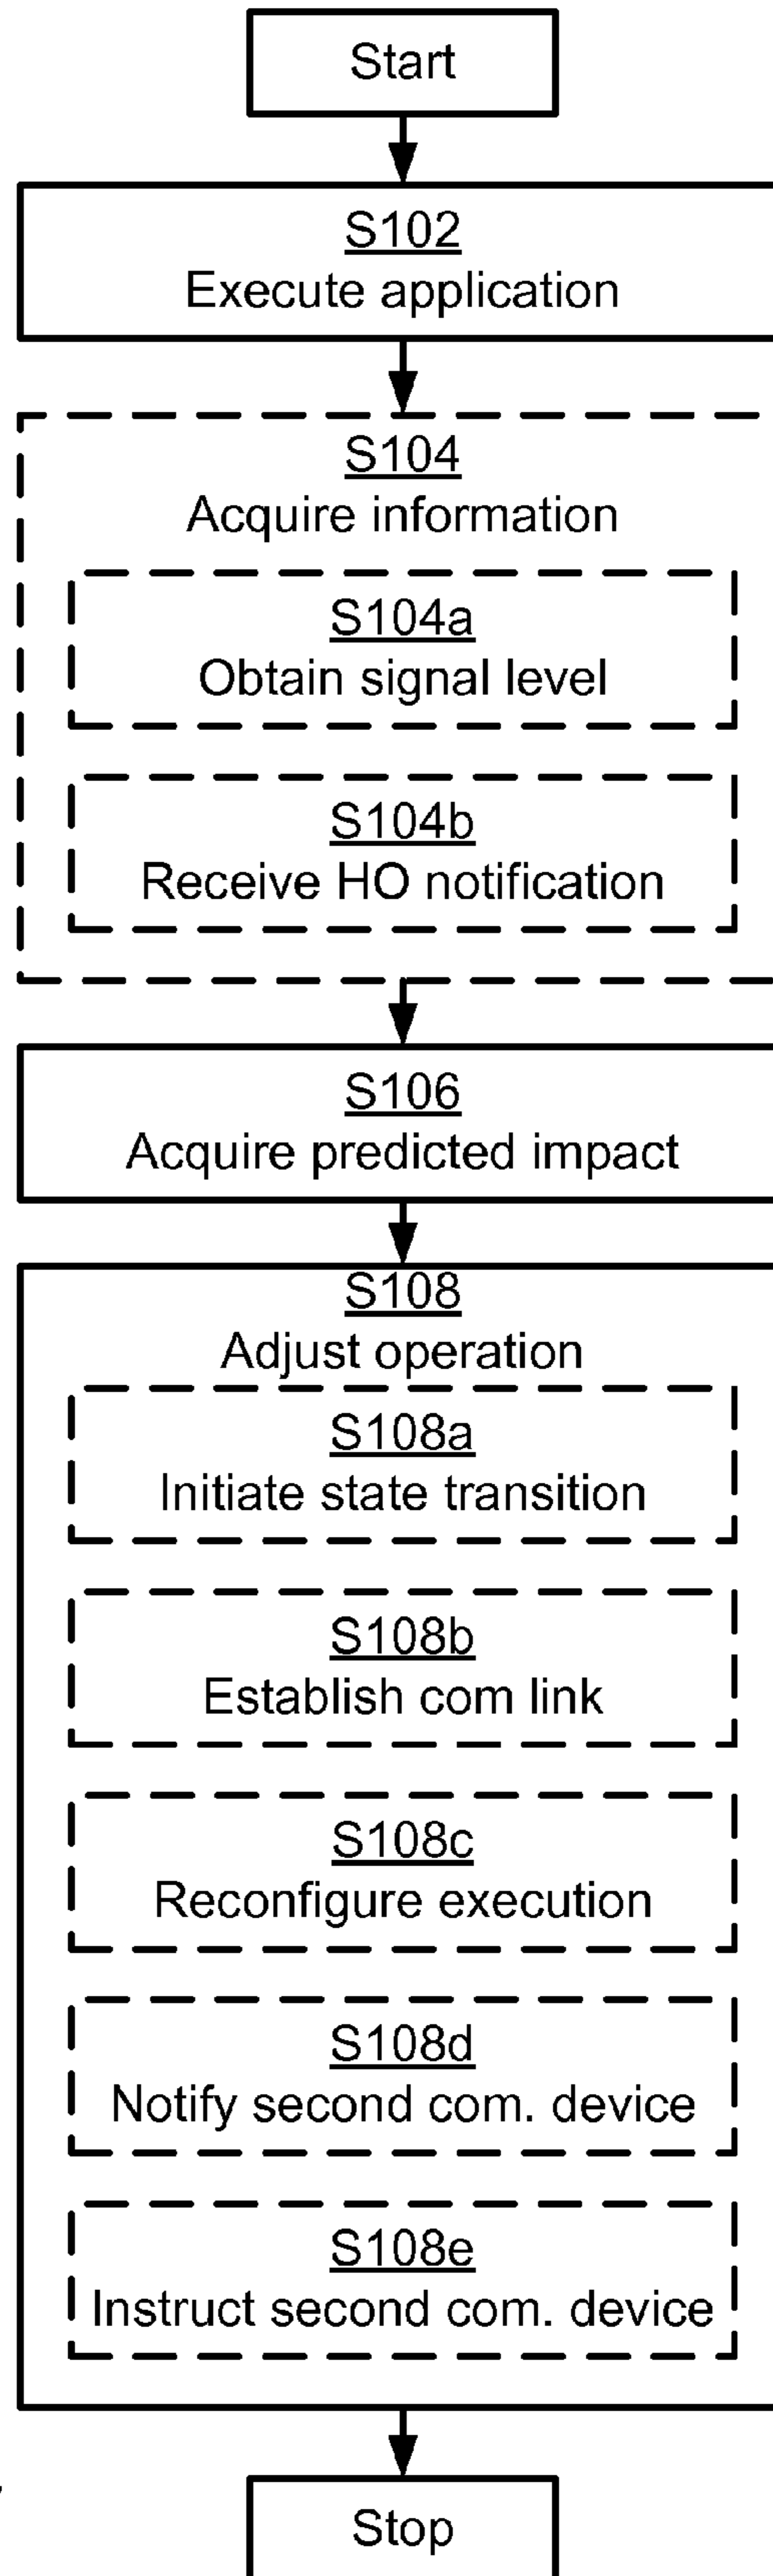 Start
S102
Execute application
S104
Acquire information
S104a
Obtain signal level
S104b
Receive HO notification
S106
Acquire predicted impact
S108
Adjust operation
S108a
Initiate state transition
S108b
Establish com link
S108c
Reconfigure execution
S108d
Notify second com. device
S108e
Instruct second com. device
Stop